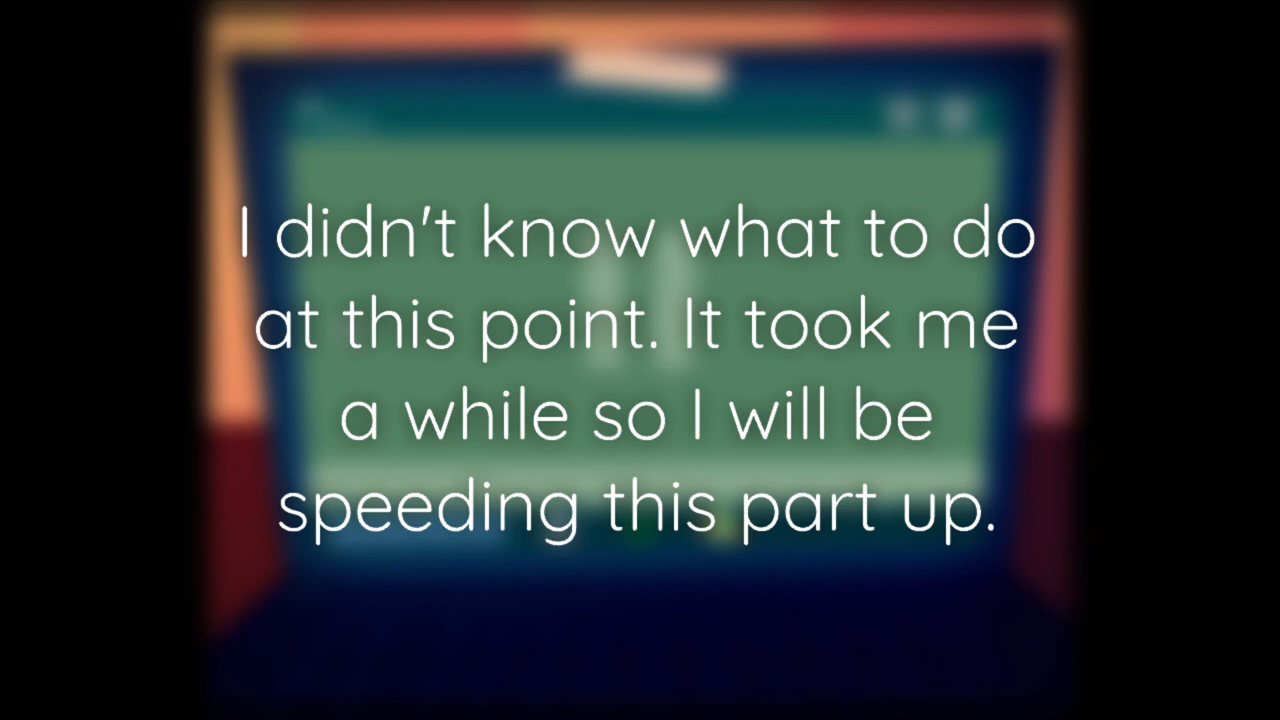 I didn't know what to do
at this point. It took me
a while so I will be
speeding this part up.